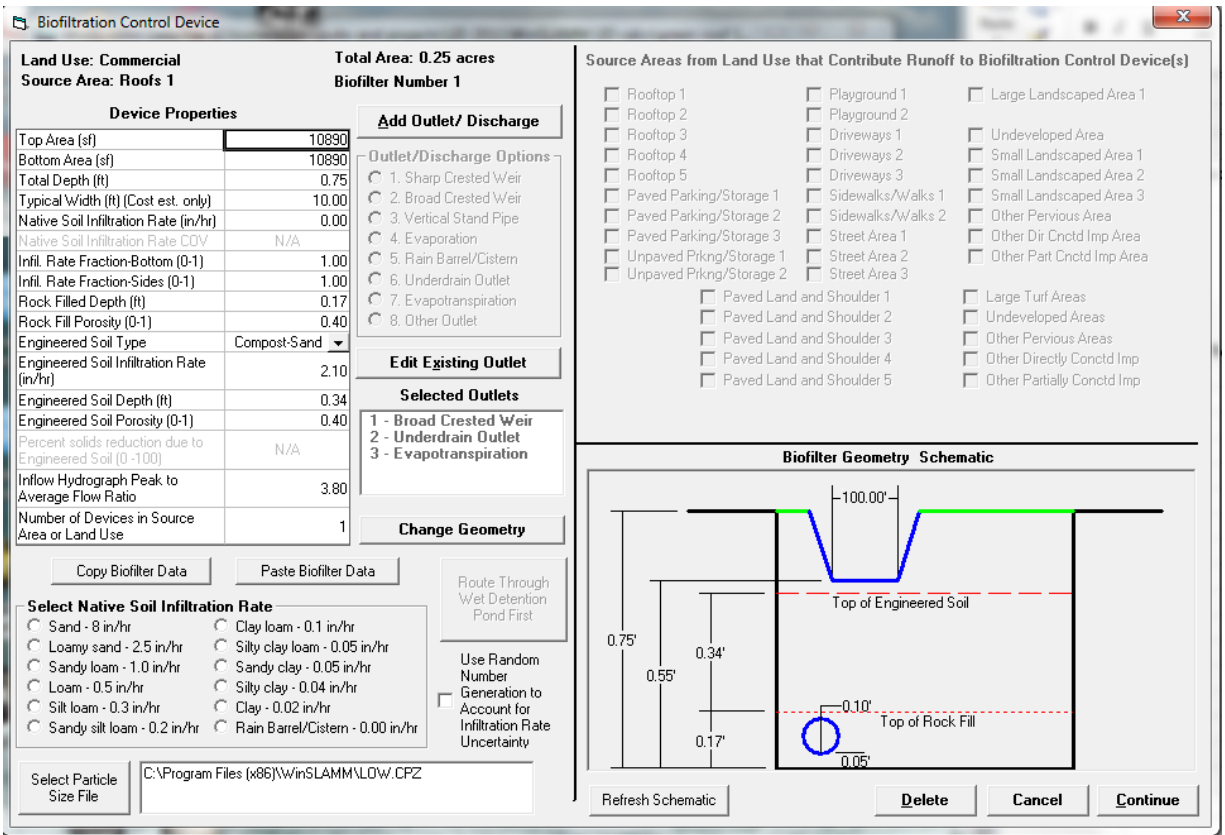 Biofiltration Control Device
Land Use: Commercial
Source Area: Roofs 1
Total Area: 0.25 acres
Biofilter Number 1
Device Properties
Top Area (sf) 10890
Bottom Area (sf) 10890
Total Depth (ft) 0.75
Typical Width (ft) (Cost est. only) 10.00
Native Soil Infiltration Rate (in/hr) 0.00
Native Soil Infiltration Rate COV N/A
Infil. Rate Fraction-Bottom (0-1) 1.00
Infil. Rate Fraction-Sides (0-1) 1.00
Rock Filled Depth (ft) 0.17
Rock Fill Porosity (0-1) 0.40
Engineered Soil Type Compost-Sand
Engineered Soil Infiltration Rate
(in/hr) 2.10
Engineered Soil Depth (ft) 0.34
Engineered Soil Porosity (0-1) 0.40
Percent solids reduction due to
Engineered Soil (0 -100) N/A
Inflow Hydrograph Peak to
Average Flow Ratio 3.80
Number of Devices in Source
Area or Land Use 1
Add Outlet/ Discharge
Outlet/Discharge Options
1. Sharp Crested Weir
2. Broad Crested Weir
3. Vertical Stand Pipe
4. Evaporation
5. Rain Barrel/Cistern
6. Underdrain Outlet
7. Evapotranspiration
8. Other Outlet
Edit Existing Outlet
Selected Outlets
1 - Broad Crested Weir
2 - Underdrain Outlet
3 - Evapotranspiration
Change Geometry
Copy Biofilter Data
Paste Biofilter Data
Route Through
Wet Detention
Pond First
Select Native Soil Infiltration Rate
Sand - 8 in/hr
Loamy sand - 2.5 in/hr
Sandy loam - 1.0 in/hr
Loam - 0.5 in/hr
Silt loam - 0.3 in/hr
Sandy silt loam - 0.2 in/hr
Clay loam - 0.1 in/hr
Silty clay loam - 0.05 in/hr
Sandy clay - 0.05 in/hr
Silty clay - 0.04 in/hr
Clay - 0.02 in/hr
Rain Barrel/Cistern - 0.00 in/hr
Use Random
Number
Generation to
Account for
Infiltration Rate
Uncertainty
Select Particle
Size File
C:\Program Files (x86)\WinSLAMM\LOW.CPZ
Source Areas from Land Use that Contribute Runoff to Biofiltration Control Device(s)
Rooftop 1
Rooftop 2
Rooftop 3
Rooftop 4
Rooftop 5
Paved Parking/Storage 1
Paved Parking/Storage 2
Paved Parking/Storage 3
Unpaved Prkng/Storage 1
Unpaved Prkng/Storage 2
Playground 1
Playground 2
Driveways 1
Driveways 2
Driveways 3
Sidewalks/Walks 1
Sidewalks/Walks 2
Street Area 1
Street Area 2
Street Area 3
Large Landscaped Area 1
Undeveloped Area
Small Landscaped Area 1
Small Landscaped Area 2
Small Landscaped Area 3
Other Pervious Area
Other Dir Cnctd Imp Area
Other Part Cnctd Imp Area
Paved Land and Shoulder 1
Paved Land and Shoulder 2
Paved Land and Shoulder 3
Paved Land and Shoulder 4
Paved Land and Shoulder 5
Large Turf Areas
Undeveloped Areas
Other Pervious Areas
Other Directly Conctd Imp
Other Partially Conctd Imp
Biofilter Geometry Schematic
100.00'
Top of Engineered Soil
0.75'
0.55'
0.34'
0.10'
Top of Rock Fill
0.17'
0.05'
Refresh Schematic
Delete
Cancel
Continue